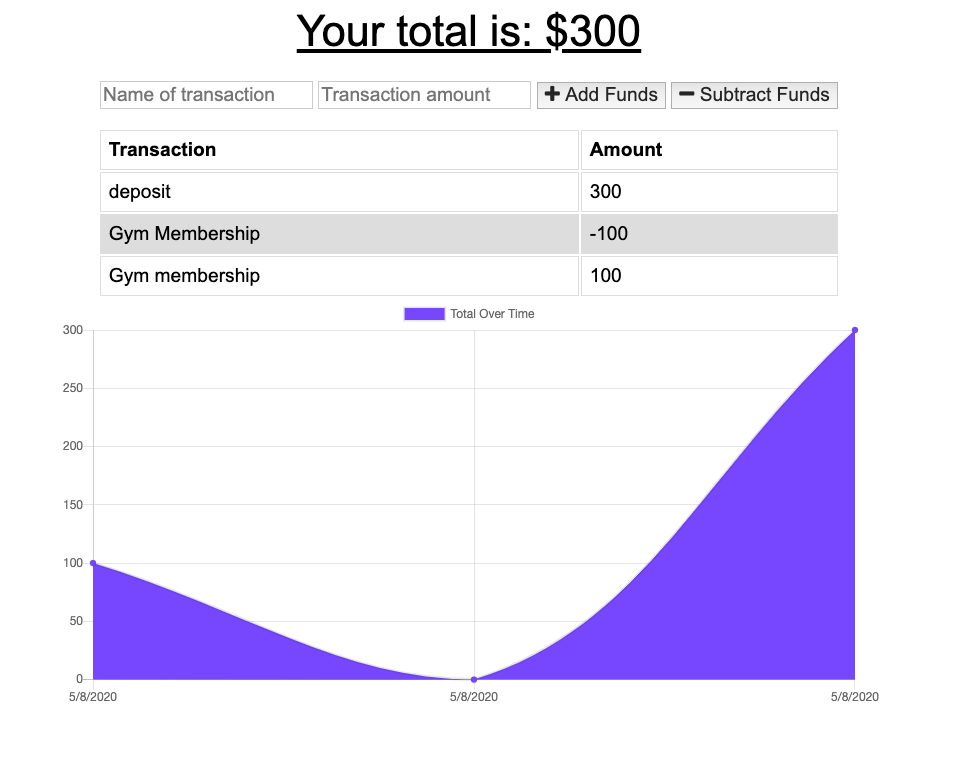 Your total is: $300
Name of transaction Transaction amount Add Funds Subtract Funds
Transaction Amount
deposit 300
Gym Membership -100
Gym membership 100
Total Over Time
300
250
200
150
100
50
0
5/8/2020 5/8/2020 5/8/2020